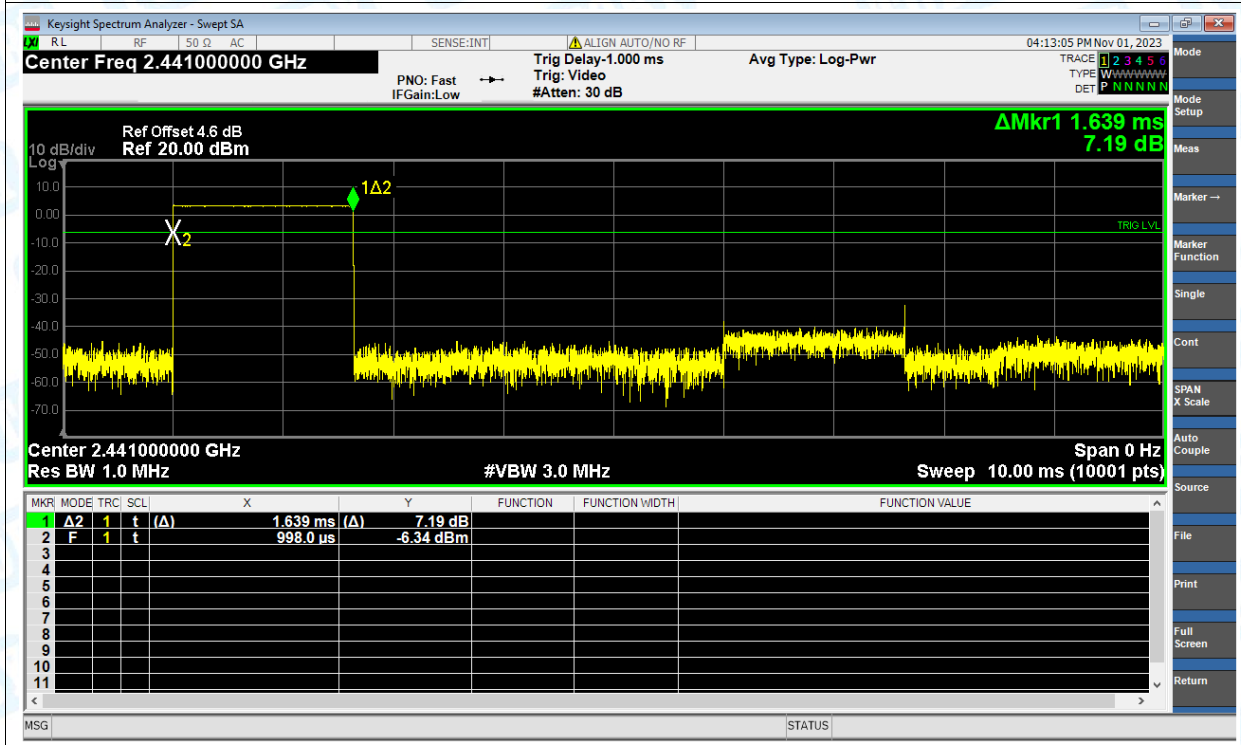 Keysight Spectrum Analyzer - Swept SA
LXI RL RF 50 Ω AC SENSE:INT ALIGN AUTO/NO RF 04:13:05 PM Nov 01, 2023
Center Freq 2.441000000 GHz
PNO: Fast
IFGain:Low
Trig Delay-1.000 ms
Trig: Video
#Atten: 30 dB
Avg Type: Log-Pwr
TRACE 1 2 3 4 5 6
TYPE WWWWWW
DET P N N N N N
ΔMkr1 1.639 ms
7.19 dB
Ref Offset 4.6 dB
10 dB/div Ref 20.00 dBm
Log
10.0
0.00
-10.0
-20.0
-30.0
-40.0
-50.0
-60.0
-70.0
1Δ2
2
TRIG LVL
Center 2.441000000 GHz Span 0 Hz
Res BW 1.0 MHz #VBW 3.0 MHz Sweep 10.00 ms (10001 pts)
MKR MODE TRC SCL X Y FUNCTION FUNCTION WIDTH FUNCTION VALUE
1 Δ2 1 t (Δ) 1.639 ms (Δ) 7.19 dB
2 F 1 t 998.0 µs -6.34 dBm
3
4
5
6
7
8
9
10
11
MSG STATUS
Mode
Mode
Setup
Meas
Marker →
Marker
Function
Single
Cont
SPAN
X Scale
Auto
Couple
Source
File
Print
Full
Screen
Return